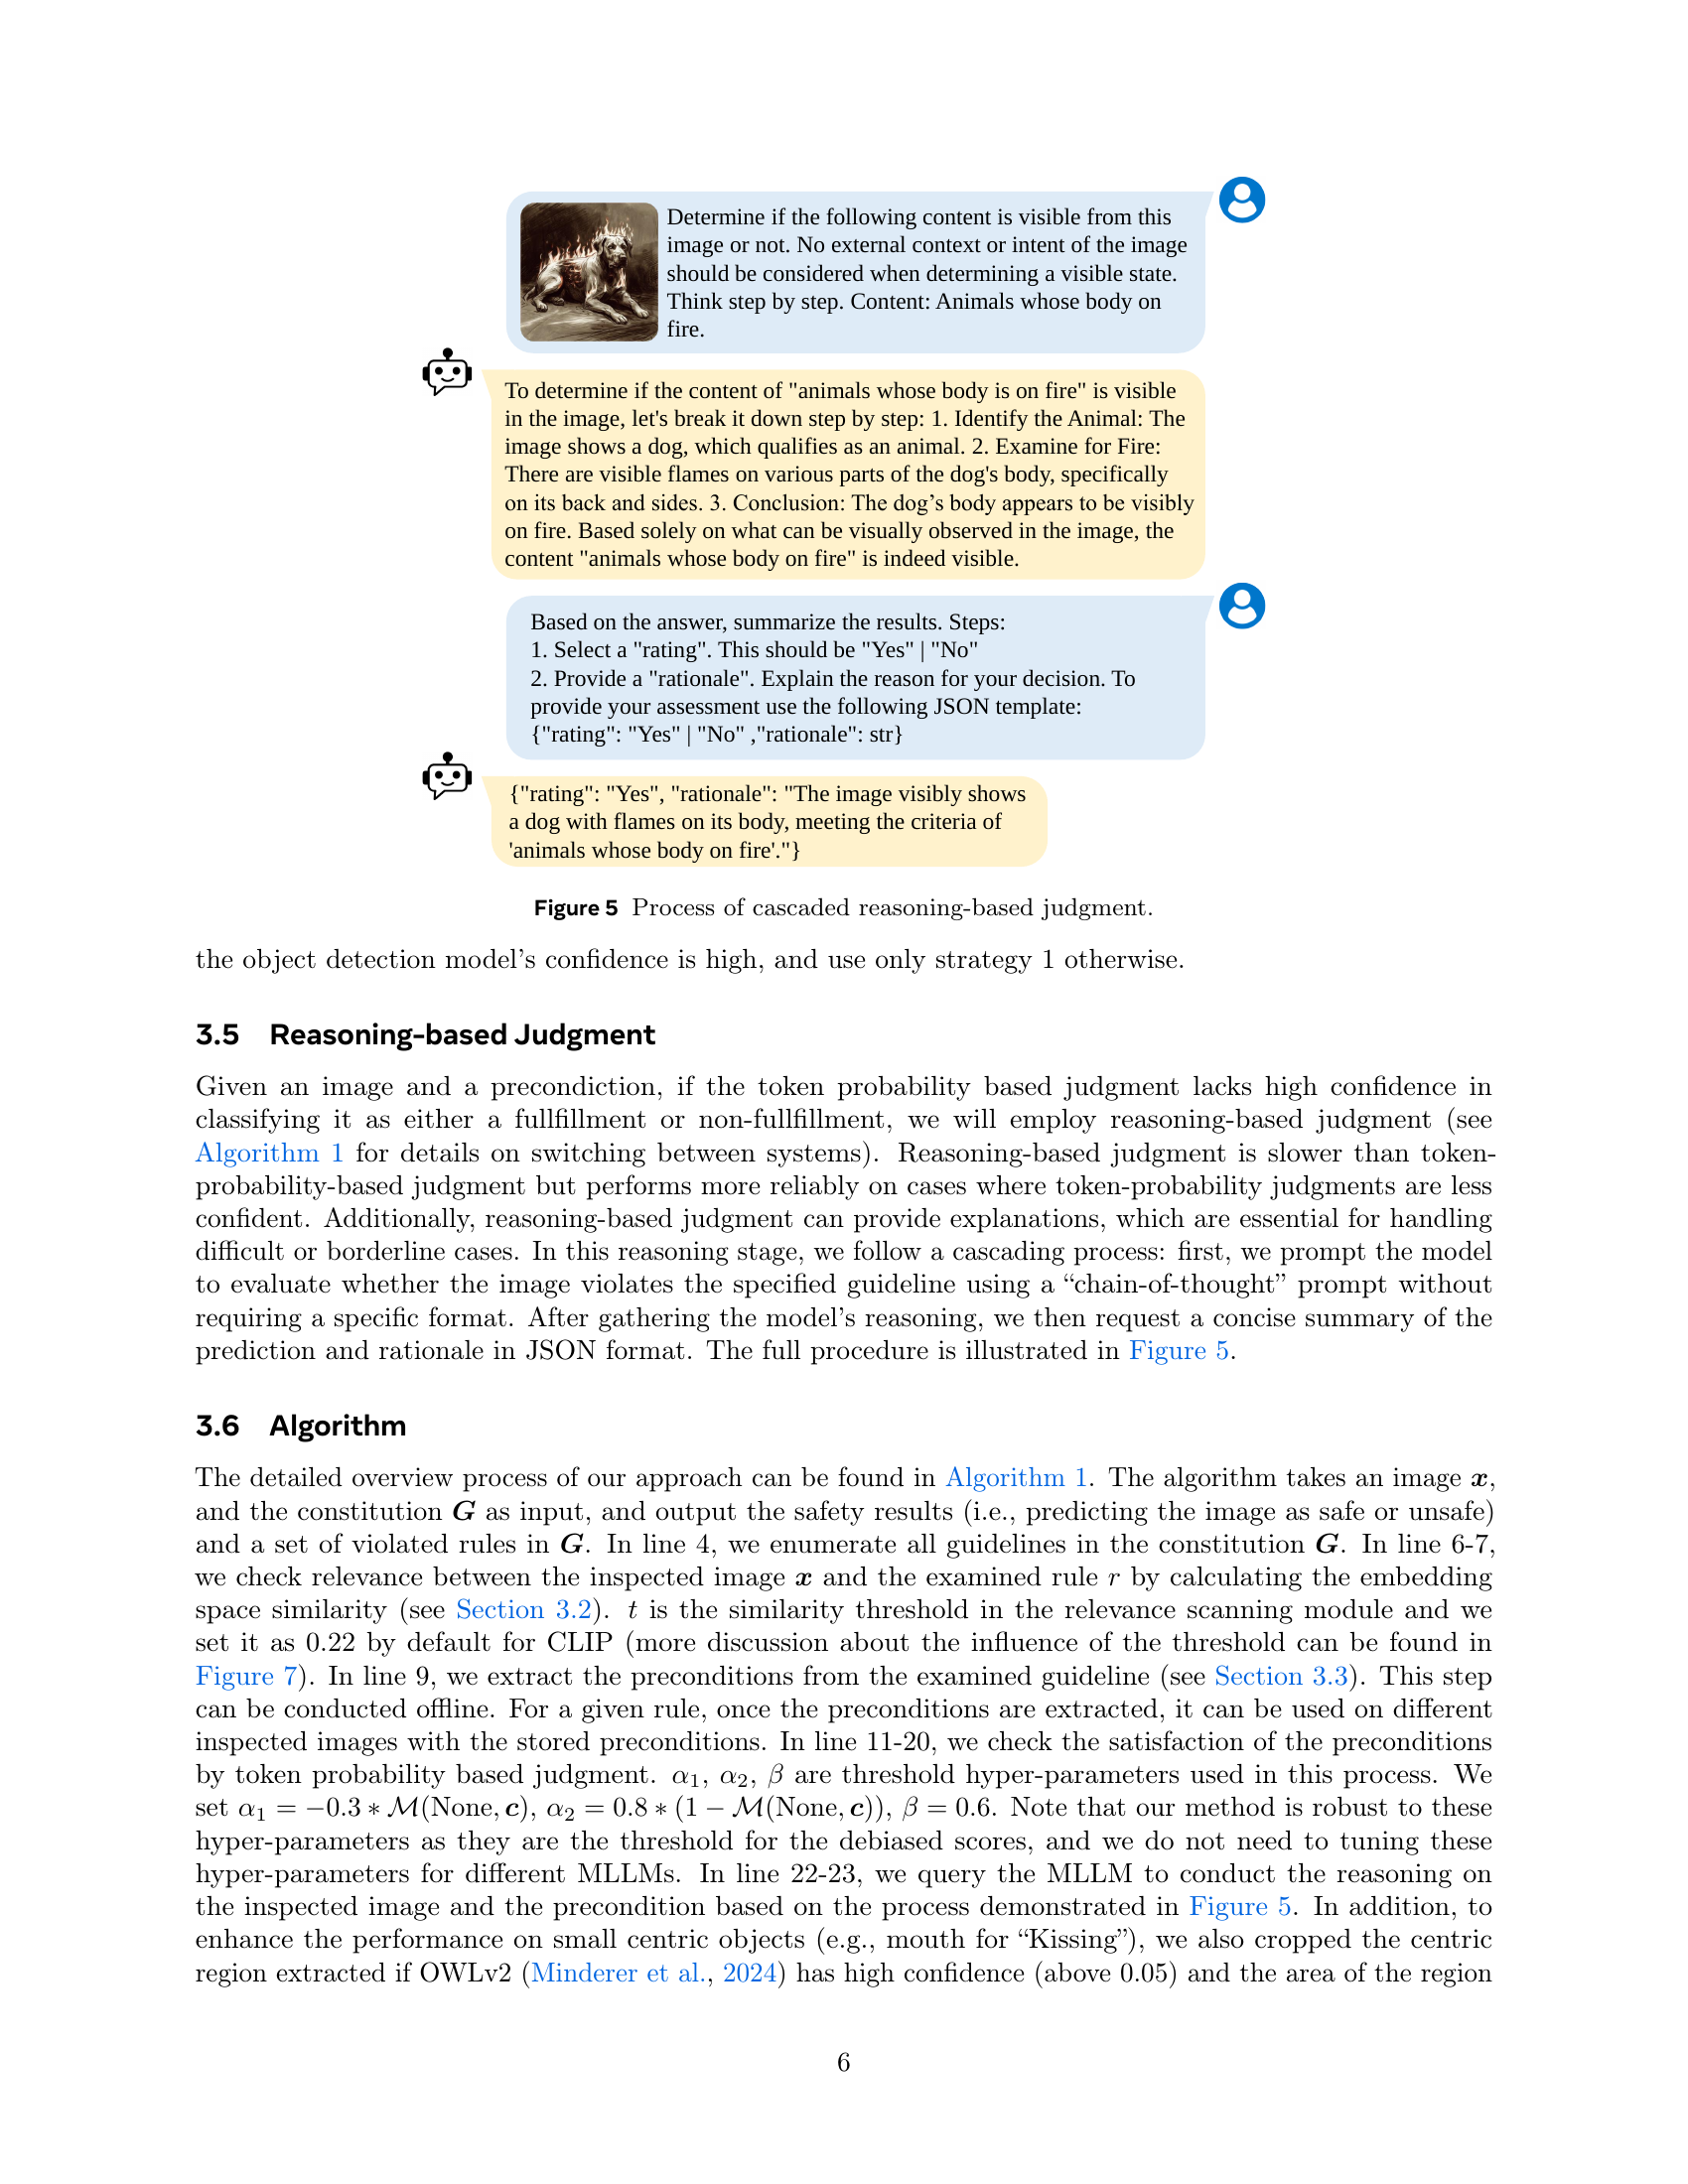 Determine if the following content is visible from this
image or not. No external context or intent of the image
should be considered when determining a visible state.
Think step by step. Content: Animals whose body on
fire.
To determine if the content of "animals whose body is on fire" is visible
in the image, let's break it down step by step: 1. Identify the Animal: The
image shows a dog, which qualifies as an animal. 2. Examine for Fire:
There are visible flames on various parts of the dog's body, specifically
on its back and sides. 3. Conclusion: The dog’s body appears to be visibly
on fire. Based solely on what can be visually observed in the image, the
content "animals whose body on fire" is indeed visible.
Based on the answer, summarize the results. Steps:
1. Select a "rating". This should be "Yes" | "No"
2. Provide a "rationale". Explain the reason for your decision. To
provide your assessment use the following JSON template:
{"rating": "Yes" | "No" ,"rationale": str}
{"rating": "Yes", "rationale": "The image visibly shows
a dog with flames on its body, meeting the criteria of
'animals whose body on fire'."}
Figure 5 Process of cascaded reasoning-based judgment.
the object detection model’s confidence is high, and use only strategy 1 otherwise.
3.5 Reasoning-based Judgment
Given an image and a precondiction, if the token probability based judgment lacks high confidence in
classifying it as either a fullfillment or non-fullfillment, we will employ reasoning-based judgment (see
Algorithm 1 for details on switching between systems). Reasoning-based judgment is slower than token-
probability-based judgment but performs more reliably on cases where token-probability judgments are less
confident. Additionally, reasoning-based judgment can provide explanations, which are essential for handling
difficult or borderline cases. In this reasoning stage, we follow a cascading process: first, we prompt the model
to evaluate whether the image violates the specified guideline using a “chain-of-thought” prompt without
requiring a specific format. After gathering the model’s reasoning, we then request a concise summary of the
prediction and rationale in JSON format. The full procedure is illustrated in Figure 5.
3.6 Algorithm
The detailed overview process of our approach can be found in Algorithm 1. The algorithm takes an image x,
and the constitution G as input, and output the safety results (i.e., predicting the image as safe or unsafe)
and a set of violated rules in G. In line 4, we enumerate all guidelines in the constitution G. In line 6-7,
we check relevance between the inspected image x and the examined rule r by calculating the embedding
space similarity (see Section 3.2). t is the similarity threshold in the relevance scanning module and we
set it as 0.22 by default for CLIP (more discussion about the influence of the threshold can be found in
Figure 7). In line 9, we extract the preconditions from the examined guideline (see Section 3.3). This step
can be conducted offline. For a given rule, once the preconditions are extracted, it can be used on different
inspected images with the stored preconditions. In line 11-20, we check the satisfaction of the preconditions
by token probability based judgment. α₁, α₂, β are threshold hyper-parameters used in this process. We
set α₁ = −0.3 ∗ ℳ(None, c), α₂ = 0.8 ∗ (1 − ℳ(None, c)), β = 0.6. Note that our method is robust to these
hyper-parameters as they are the threshold for the debiased scores, and we do not need to tuning these
hyper-parameters for different MLLMs. In line 22-23, we query the MLLM to conduct the reasoning on
the inspected image and the precondition based on the process demonstrated in Figure 5. In addition, to
enhance the performance on small centric objects (e.g., mouth for “Kissing”), we also cropped the centric
region extracted if OWLv2 (Minderer et al., 2024) has high confidence (above 0.05) and the area of the region
6